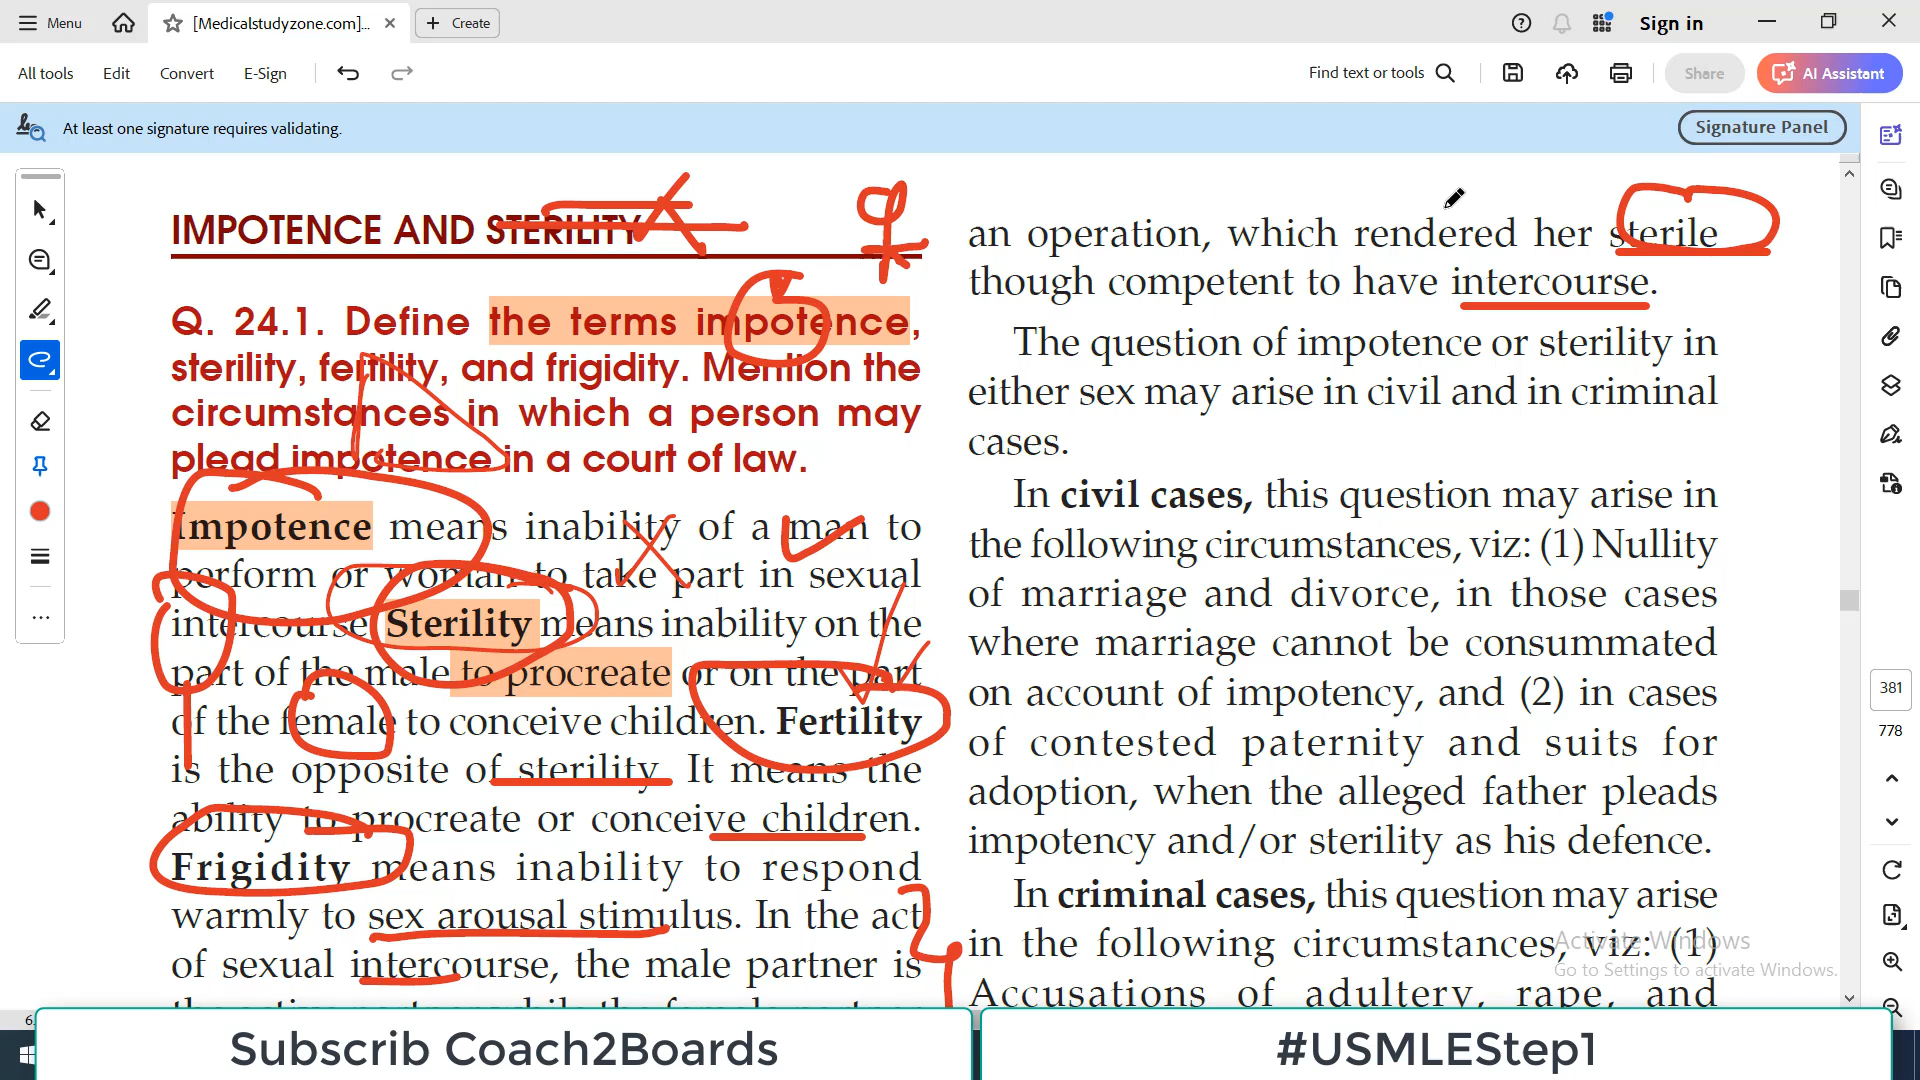 Menu
[Medicalstudyzone.com]...
Create
Sign in
All tools
Edit
Convert
E-Sign
Find text or tools
Share
AI Assistant
At least one signature requires validating.
Signature Panel
IMPOTENCE AND STERILITY
Q. 24.1. Define the terms impotence,
sterility, fertility, and frigidity. Mention the
circumstances in which a person may
plead impotence in a court of law.
Impotence means inability of a man to
perform or woman to take part in sexual
intercourse. Sterility means inability on the
part of the male to procreate or on the part
of the female to conceive children. Fertility
is the opposite of sterility. It means the
ability to procreate or conceive children.
Frigidity means inability to respond
warmly to sex arousal stimulus. In the act
of sexual intercourse, the male partner is
an operation, which rendered her sterile
though competent to have intercourse.
The question of impotence or sterility in
either sex may arise in civil and in criminal
cases.
In civil cases, this question may arise in
the following circumstances, viz: (1) Nullity
of marriage and divorce, in those cases
where marriage cannot be consummated
on account of impotency, and (2) in cases
of contested paternity and suits for
adoption, when the alleged father pleads
impotency and/or sterility as his defence.
In criminal cases, this question may arise
in the following circumstances, viz: (1)
Accusations of adultery, rape, and
381
778
Activate Windows
Go to Settings to activate Windows.
Subscrib Coach2Boards
#USMLEStep1